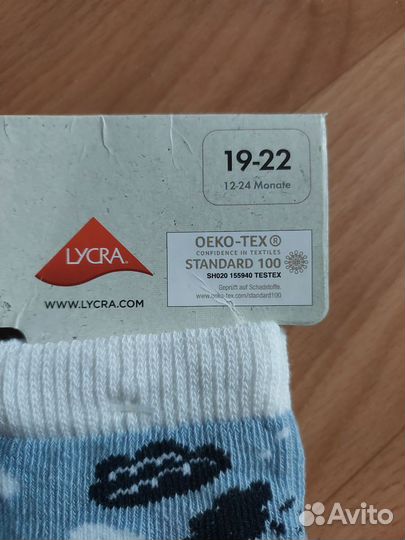 19-22
12-24 Monate
LYCRA
WWW.LYCRA.COM
OEKO-TEX®
CONFIDENCE IN TEXTILES
STANDARD 100
SH020 155940 TESTEX
Geprüft auf Schadstoffe.
www.oeko-tex.com/standard100
Avito